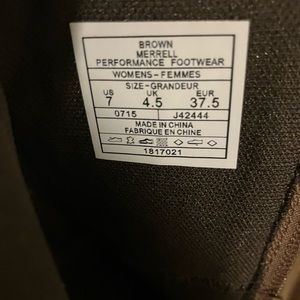 BROWN
MERRELL
PERFORMANCE FOOTWEAR
WOMENS-FEMMES
SIZE-GRANDEUR
US UK EUR
7 4.5 37.5
0715 J42444
MADE IN CHINA
FABRIQUE EN CHINE
1817021